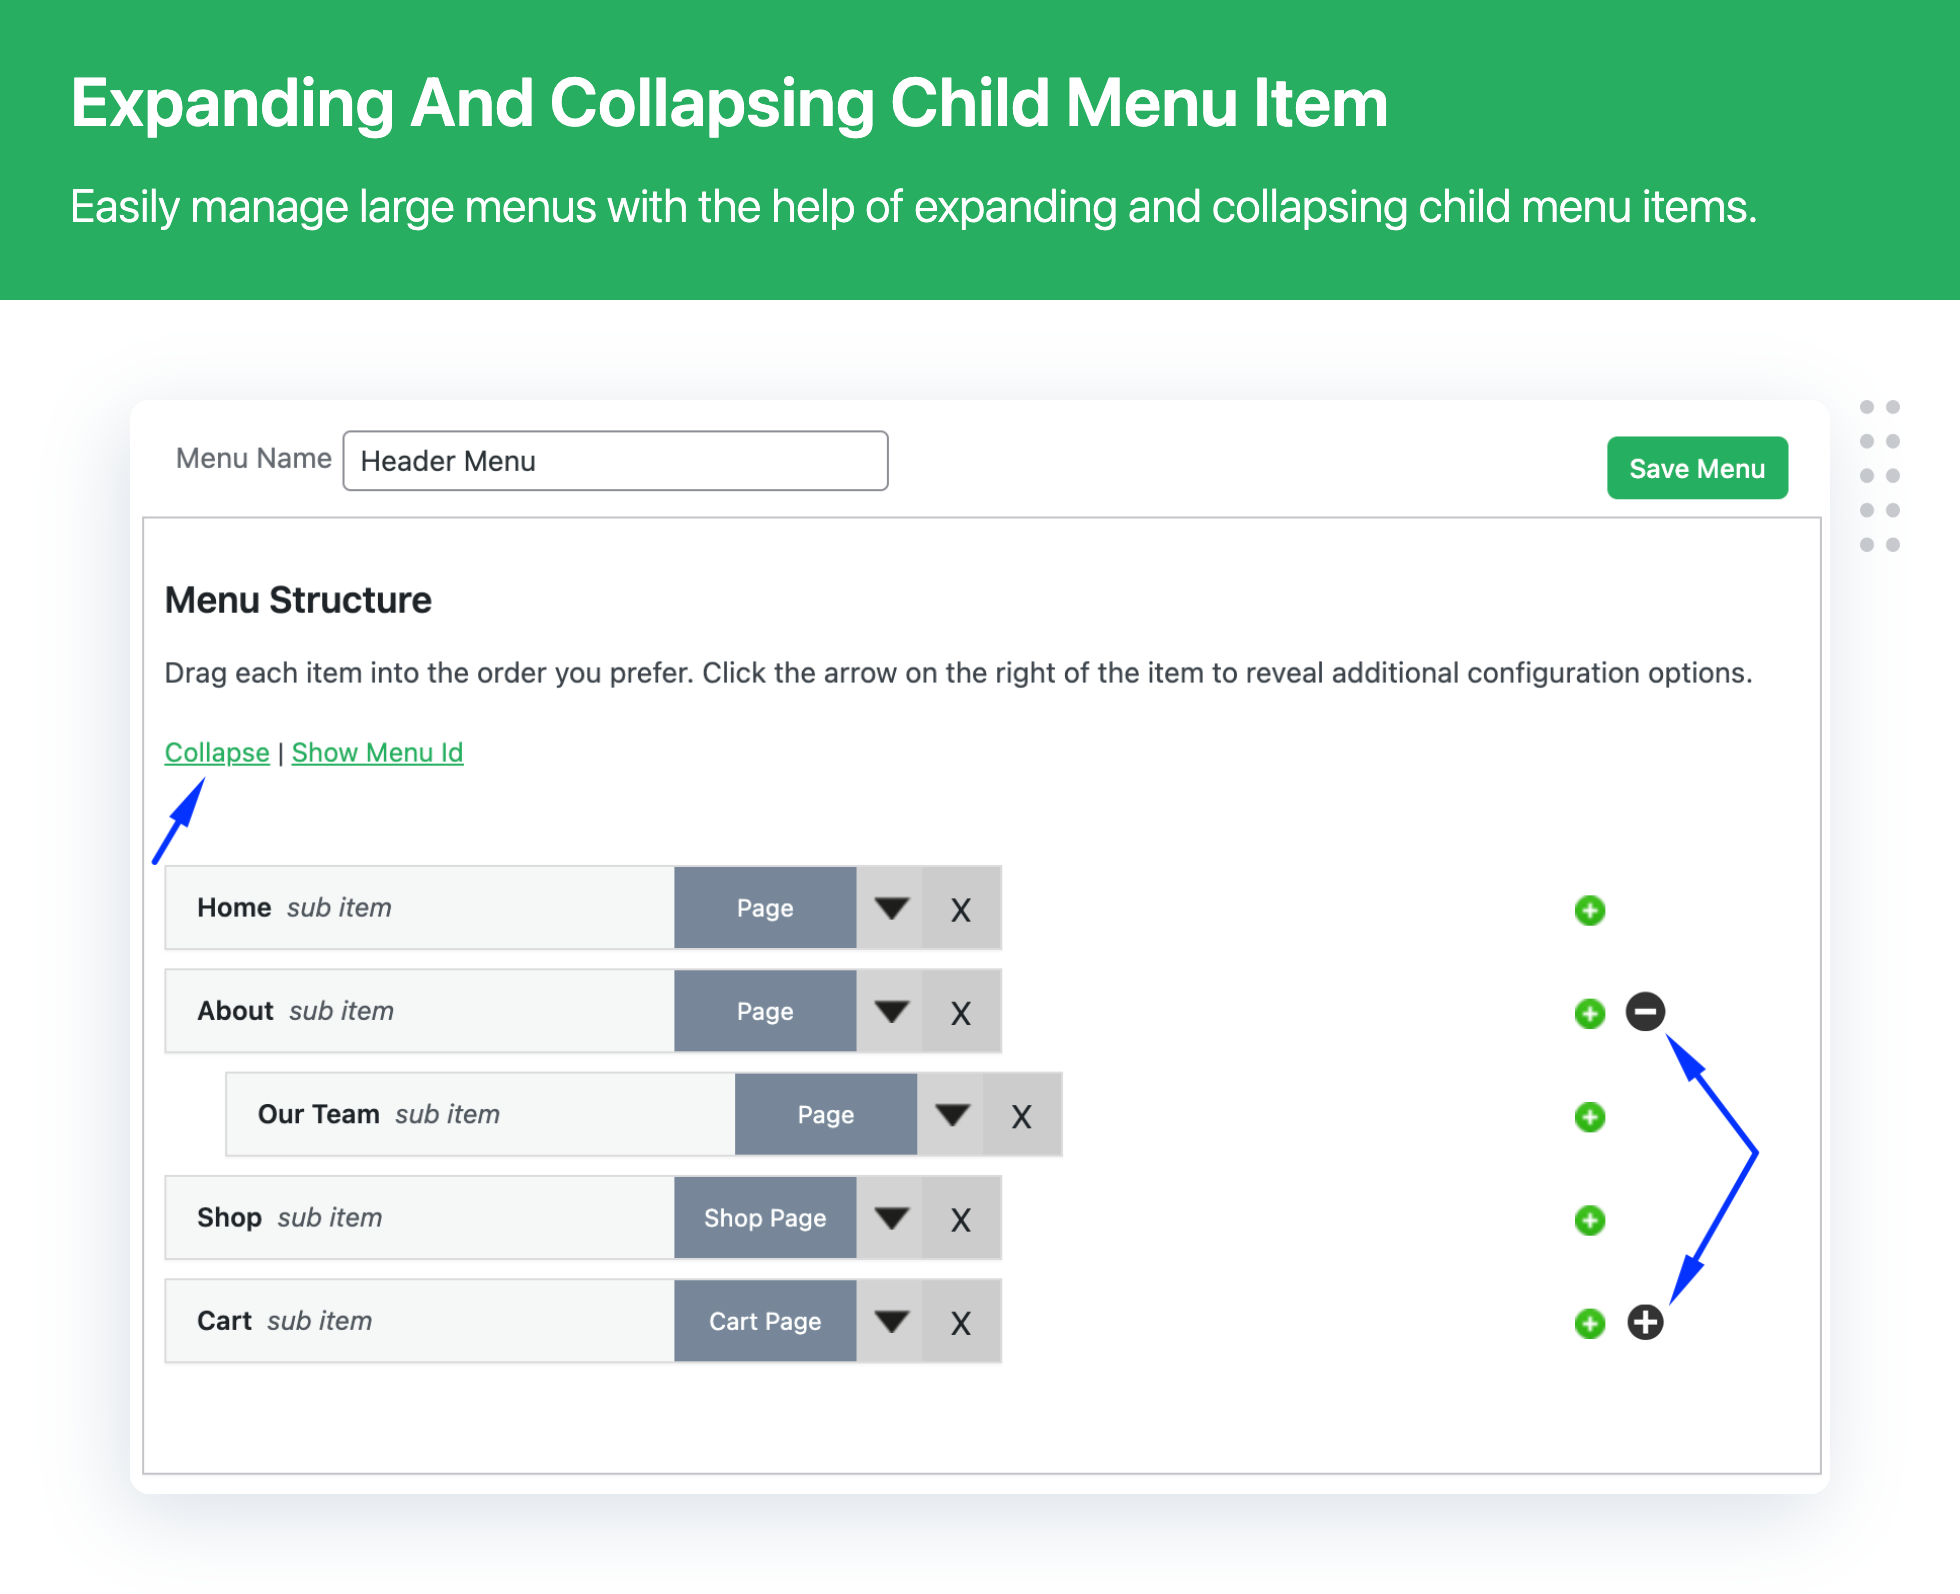 Expanding And Collapsing Child Menu Item
Easily manage large menus with the help of expanding and collapsing child menu items.
Menu Name Header Menu Save Menu
Menu Structure
Drag each item into the order you prefer. Click the arrow on the right of the item to reveal additional configuration options.
Collapse | Show Menu Id
Home sub item Page X
About sub item Page X
Our Team sub item Page X
Shop sub item Shop Page X
Cart sub item Cart Page X